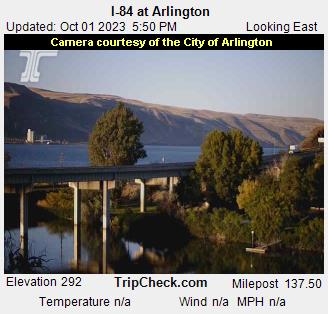 I-84 at Arlington
Updated: Oct 01 2023 5:50 PM Looking East
Camera courtesy of the City of Arlington
Elevation 292 TripCheck.com Milepost 137.50
Temperature n/a Wind n/a MPH n/a